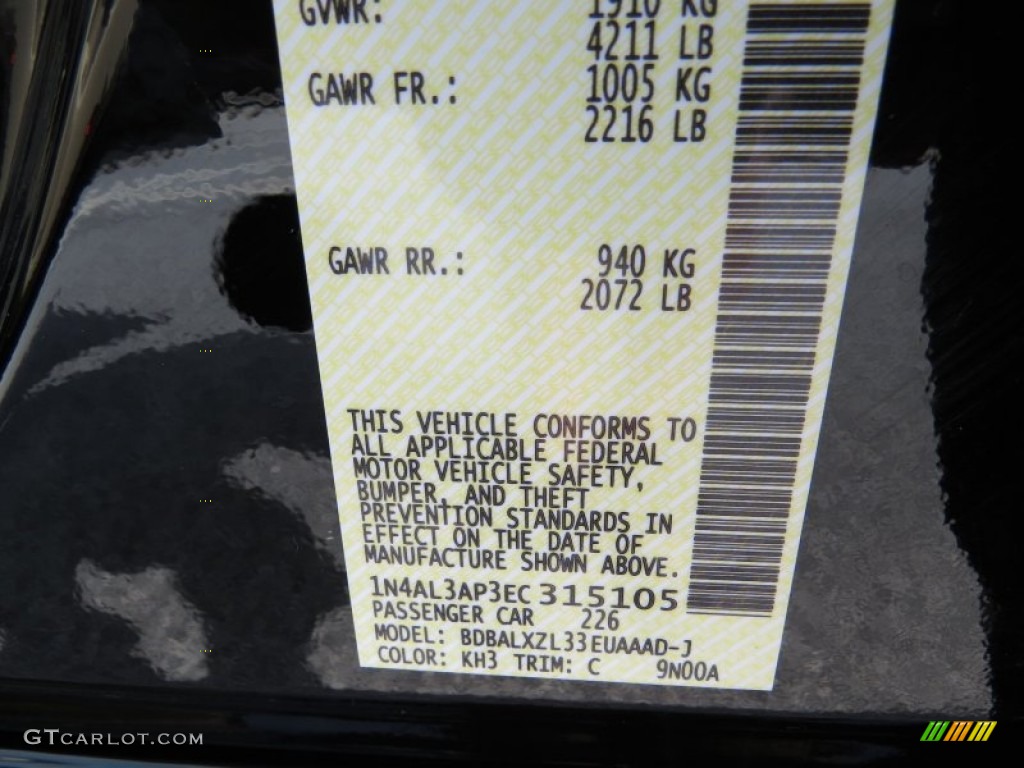 GVWR: 1910 KG
4211 LB
GAWR FR.: 1005 KG
2216 LB
GAWR RR.: 940 KG
2072 LB
THIS VEHICLE CONFORMS TO
ALL APPLICABLE FEDERAL
MOTOR VEHICLE SAFETY,
BUMPER, AND THEFT
PREVENTION STANDARDS IN
EFFECT ON THE DATE OF
MANUFACTURE SHOWN ABOVE.
1N4AL3AP3EC315105
PASSENGER CAR 226
MODEL: BDBALXZL33EUAAAD-J
COLOR: KH3 TRIM: C 9N00A
GTCARLOT.COM